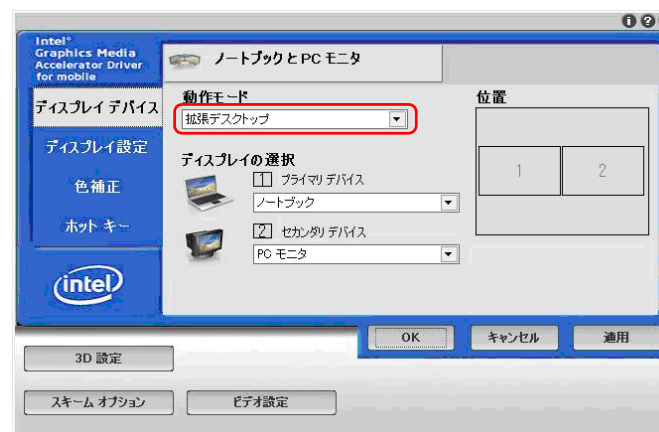 Intel®
Graphics Media
Accelerator Driver
for mobile
ノートブックと PC モニタ
ディスプレイ デバイス
ディスプレイ設定
色補正
ホット キー
intel
動作モード
拡張デスクトップ
ディスプレイの選択
1 プライマリ デバイス
ノートブック
2 セカンダリ デバイス
PC モニタ
位置
1 2
OK キャンセル 適用
3D 設定
スキーム オプション ビデオ設定